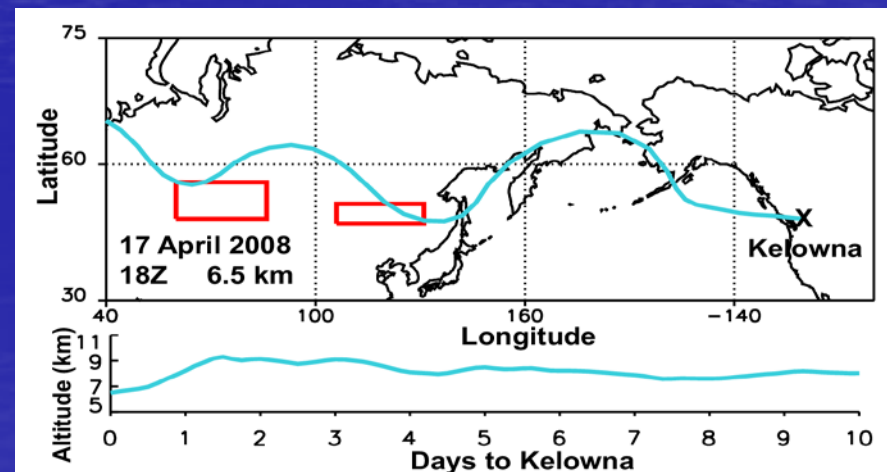 75
Latitude
60
17 April 2008
18Z 6.5 km
Kelowna
X
30
40 100 160 -140
Longitude
Altitude (km)
11
9
7
5
0 1 2 3 4 5 6 7 8 9 10
Days to Kelowna